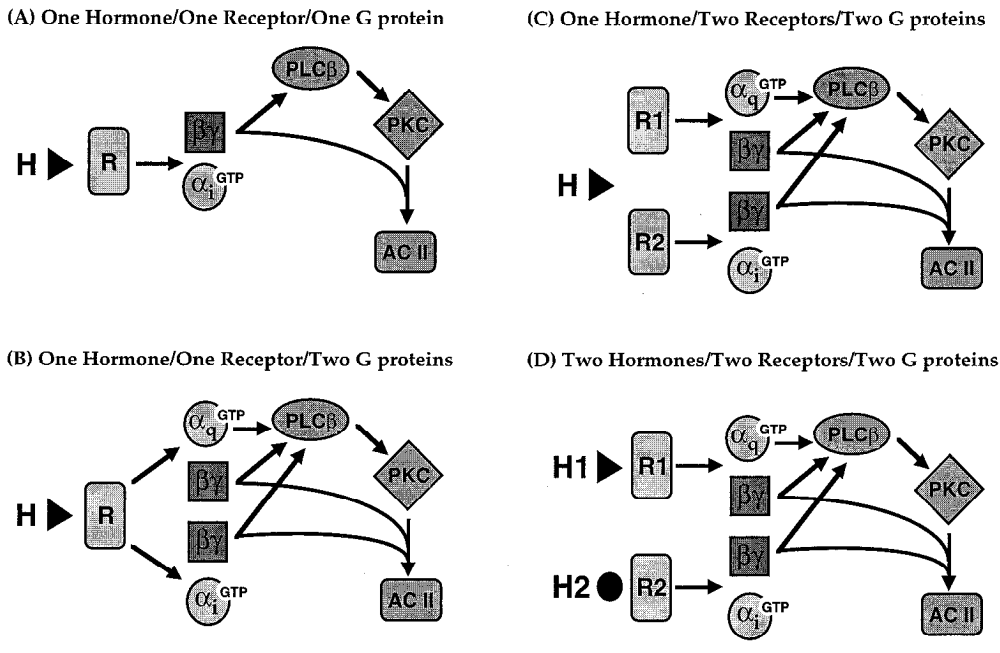 (A) One Hormone/One Receptor/One G protein
PLCβ
PKC
βγ
H
R
αi GTP
AC II
(C) One Hormone/Two Receptors/Two G proteins
αq GTP
PLCβ
R1
PKC
βγ
H
βγ
R2
αi GTP
AC II
(B) One Hormone/One Receptor/Two G proteins
αq GTP
PLCβ
PKC
βγ
H
R
βγ
αi GTP
AC II
(D) Two Hormones/Two Receptors/Two G proteins
αq GTP
PLCβ
H1
R1
PKC
βγ
βγ
H2
R2
αi GTP
AC II